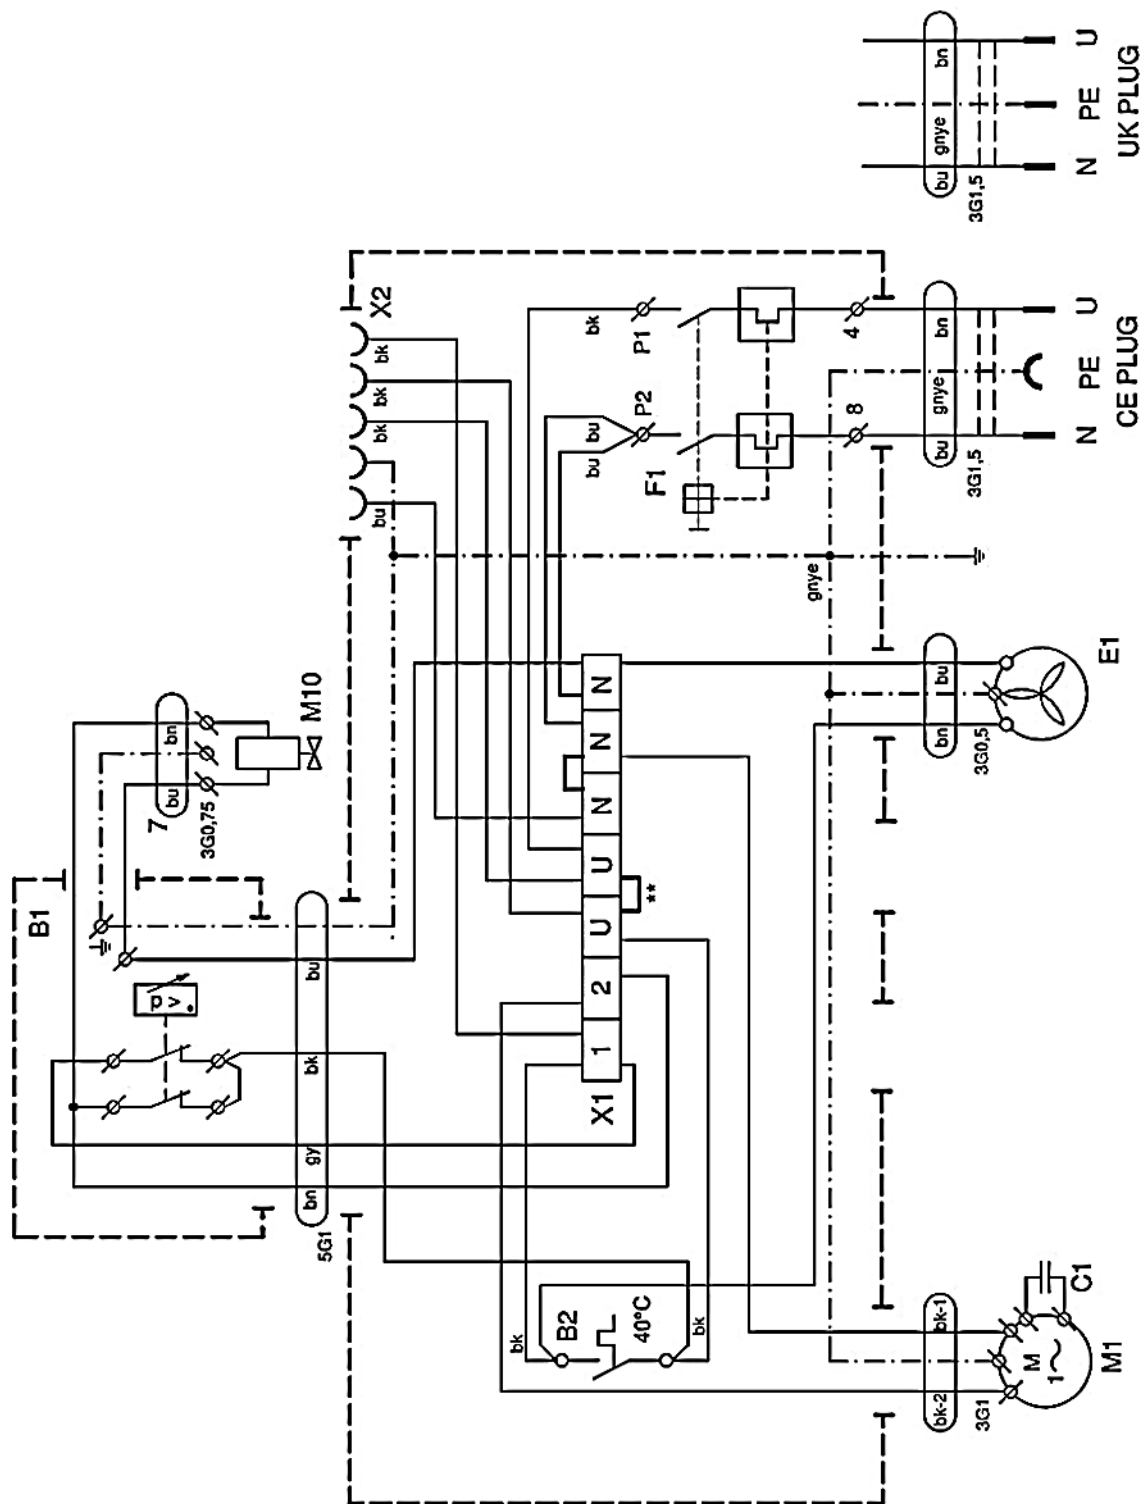 bn
gnye
bu
3G1,5
U
PE
N
UK PLUG
X2
bk
bk
bk
bu
bk
P1
bu
bu
P2
F1
4
8
bn
gnye
bu
3G1,5
U
PE
N
CE PLUG
gnye
M10
bn
bu
7
3G0,75
B1
p >
bu
bk
gy
bn
5G1
N
N
N
U
U
2
1
X1
**
bu
bn
3G0,5
E1
bk
B2
40°C
bk
bk-1
bk-2
3G1
M
1~
C1
M1